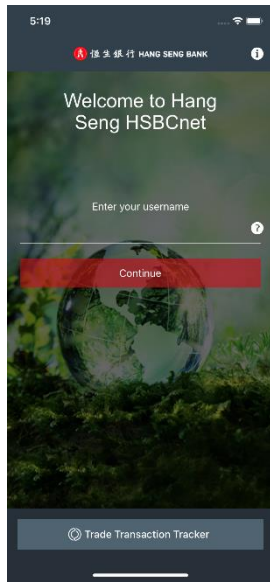 5:19
恒生銀行 HANG SENG BANK
Welcome to Hang
Seng HSBCnet
Enter your username
Continue
Trade Transaction Tracker